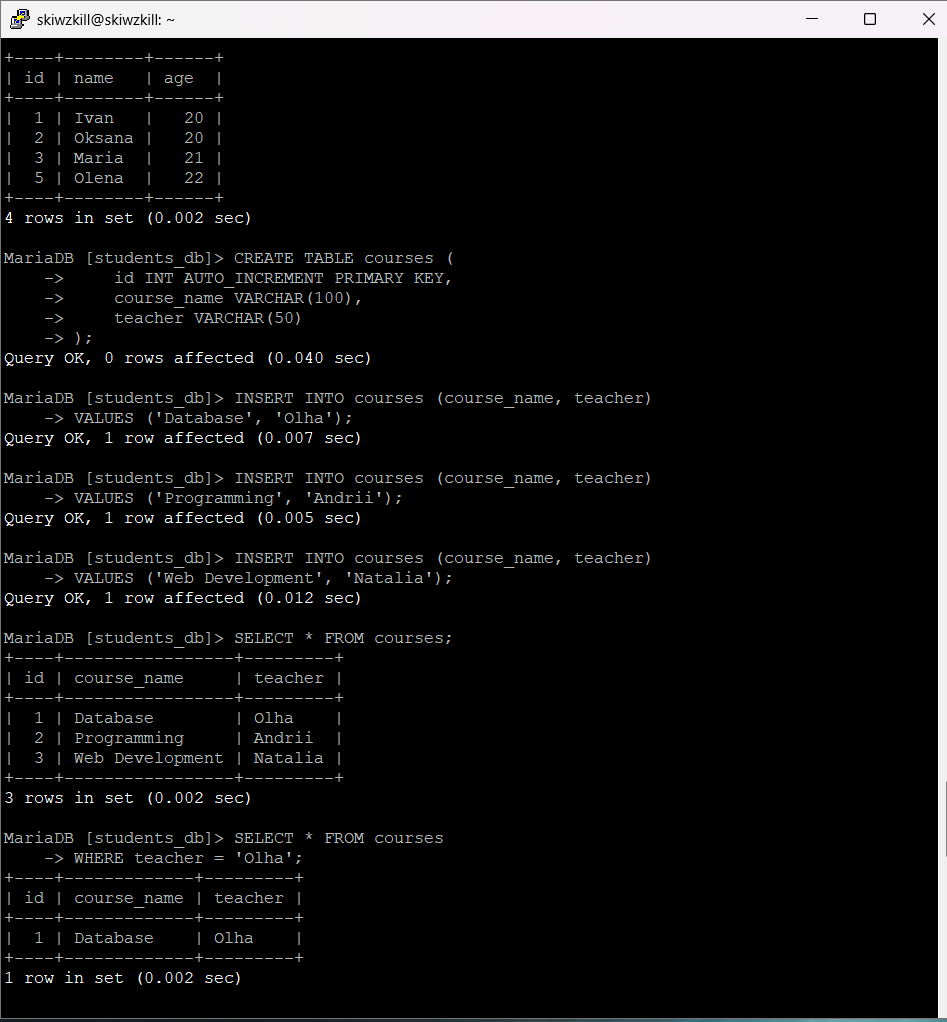 skiwzkill@skiwzkill: ~
+----+--------+------+
| id | name   | age  |
+----+--------+------+
|  1 | Ivan   |   20 |
|  2 | Oksana |   20 |
|  3 | Maria  |   21 |
|  5 | Olena  |   22 |
+----+--------+------+
4 rows in set (0.002 sec)

MariaDB [students_db]> CREATE TABLE courses (
    ->     id INT AUTO_INCREMENT PRIMARY KEY,
    ->     course_name VARCHAR(100),
    ->     teacher VARCHAR(50)
    -> );
Query OK, 0 rows affected (0.040 sec)

MariaDB [students_db]> INSERT INTO courses (course_name, teacher)
    -> VALUES ('Database', 'Olha');
Query OK, 1 row affected (0.007 sec)

MariaDB [students_db]> INSERT INTO courses (course_name, teacher)
    -> VALUES ('Programming', 'Andrii');
Query OK, 1 row affected (0.005 sec)

MariaDB [students_db]> INSERT INTO courses (course_name, teacher)
    -> VALUES ('Web Development', 'Natalia');
Query OK, 1 row affected (0.012 sec)

MariaDB [students_db]> SELECT * FROM courses;
+----+-----------------+---------+
| id | course_name     | teacher |
+----+-----------------+---------+
|  1 | Database        | Olha    |
|  2 | Programming     | Andrii  |
|  3 | Web Development | Natalia |
+----+-----------------+---------+
3 rows in set (0.002 sec)

MariaDB [students_db]> SELECT * FROM courses
    -> WHERE teacher = 'Olha';
+----+-------------+---------+
| id | course_name | teacher |
+----+-------------+---------+
|  1 | Database    | Olha    |
+----+-------------+---------+
1 row in set (0.002 sec)